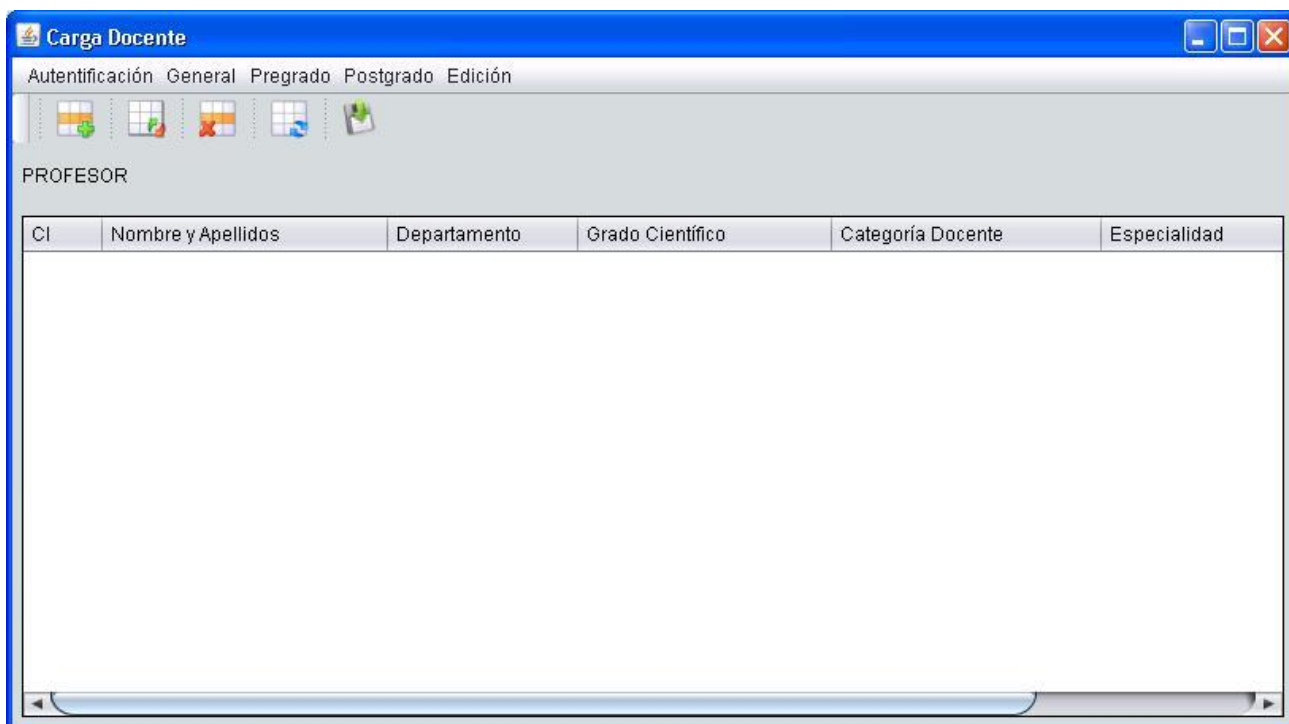 Carga Docente
Autentificación General Pregrado Postgrado Edición
PROFESOR
CI Nombre y Apellidos Departamento Grado Científico Categoría Docente Especialidad